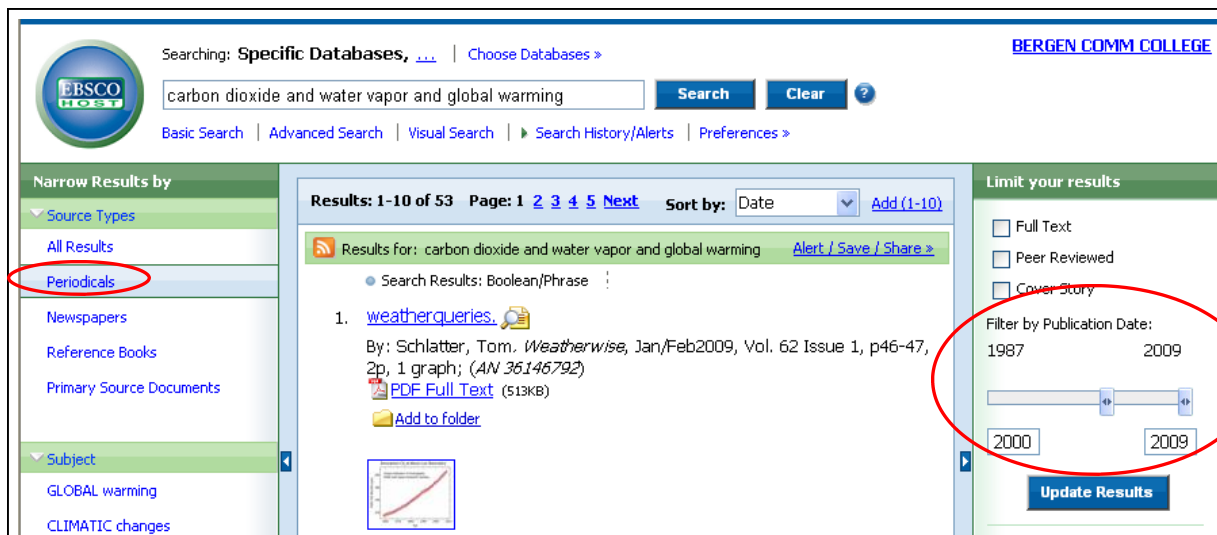 Searching: Specific Databases, ... | Choose Databases »
BERGEN COMM COLLEGE
EBSCO
HOST
carbon dioxide and water vapor and global warming
Search
Clear
?
Basic Search | Advanced Search | Visual Search | Search History/Alerts | Preferences »
Narrow Results by
Source Types
All Results
Periodicals
Newspapers
Reference Books
Primary Source Documents
Subject
GLOBAL warming
CLIMATIC changes
Results: 1-10 of 53 Page: 1 2 3 4 5 Next Sort by: Date Add (1-10)
Results for: carbon dioxide and water vapor and global warming Alert / Save / Share »
Search Results: Boolean/Phrase
1. weatherqueries.
By: Schlatter, Tom. Weatherwise, Jan/Feb2009, Vol. 62 Issue 1, p46-47,
2p, 1 graph; (AN 36146792)
PDF Full Text (513KB)
Add to folder
Limit your results
Full Text
Peer Reviewed
Cover Story
Filter by Publication Date:
1987 2009
2000 2009
Update Results